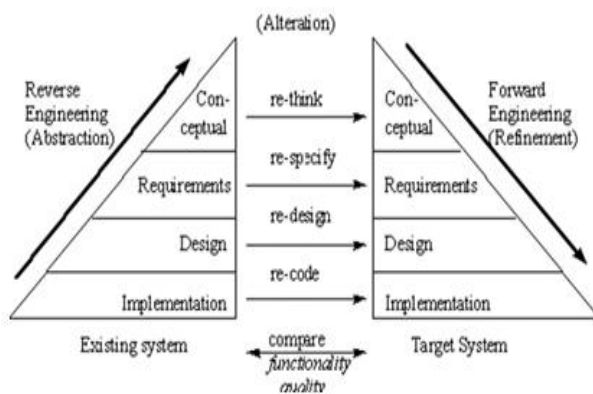 (Alteration)
Reverse
Engineering
(Abstraction)
Con-
ceptual
Requirements
Design
Implementation
Existing system
re-think
re-specify
re-design
re-code
compare
functionality
quality
Con-
ceptual
Requirements
Design
Implementation
Target System
Forward
Engineering
(Refinement)